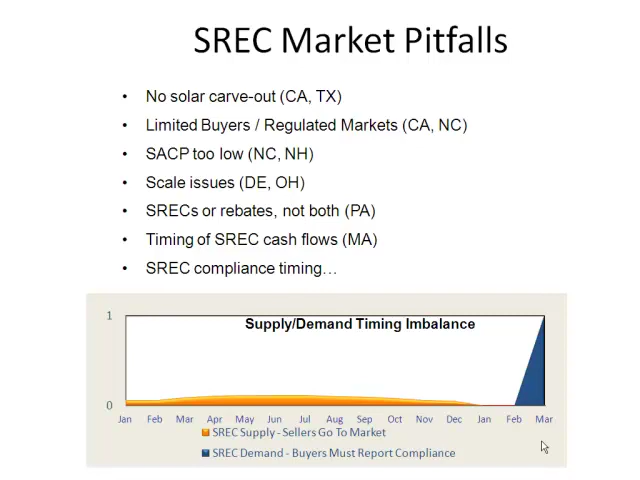 SREC Market Pitfalls
• No solar carve-out (CA, TX)
• Limited Buyers / Regulated Markets (CA, NC)
• SACP too low (NC, NH)
• Scale issues (DE, OH)
• SRECs or rebates, not both (PA)
• Timing of SREC cash flows (MA)
• SREC compliance timing…
Supply/Demand Timing Imbalance
1
0
Jan Feb Mar Apr May Jun Jul Aug Sep Oct Nov Dec Jan Feb Mar
SREC Supply - Sellers Go To Market
SREC Demand - Buyers Must Report Compliance